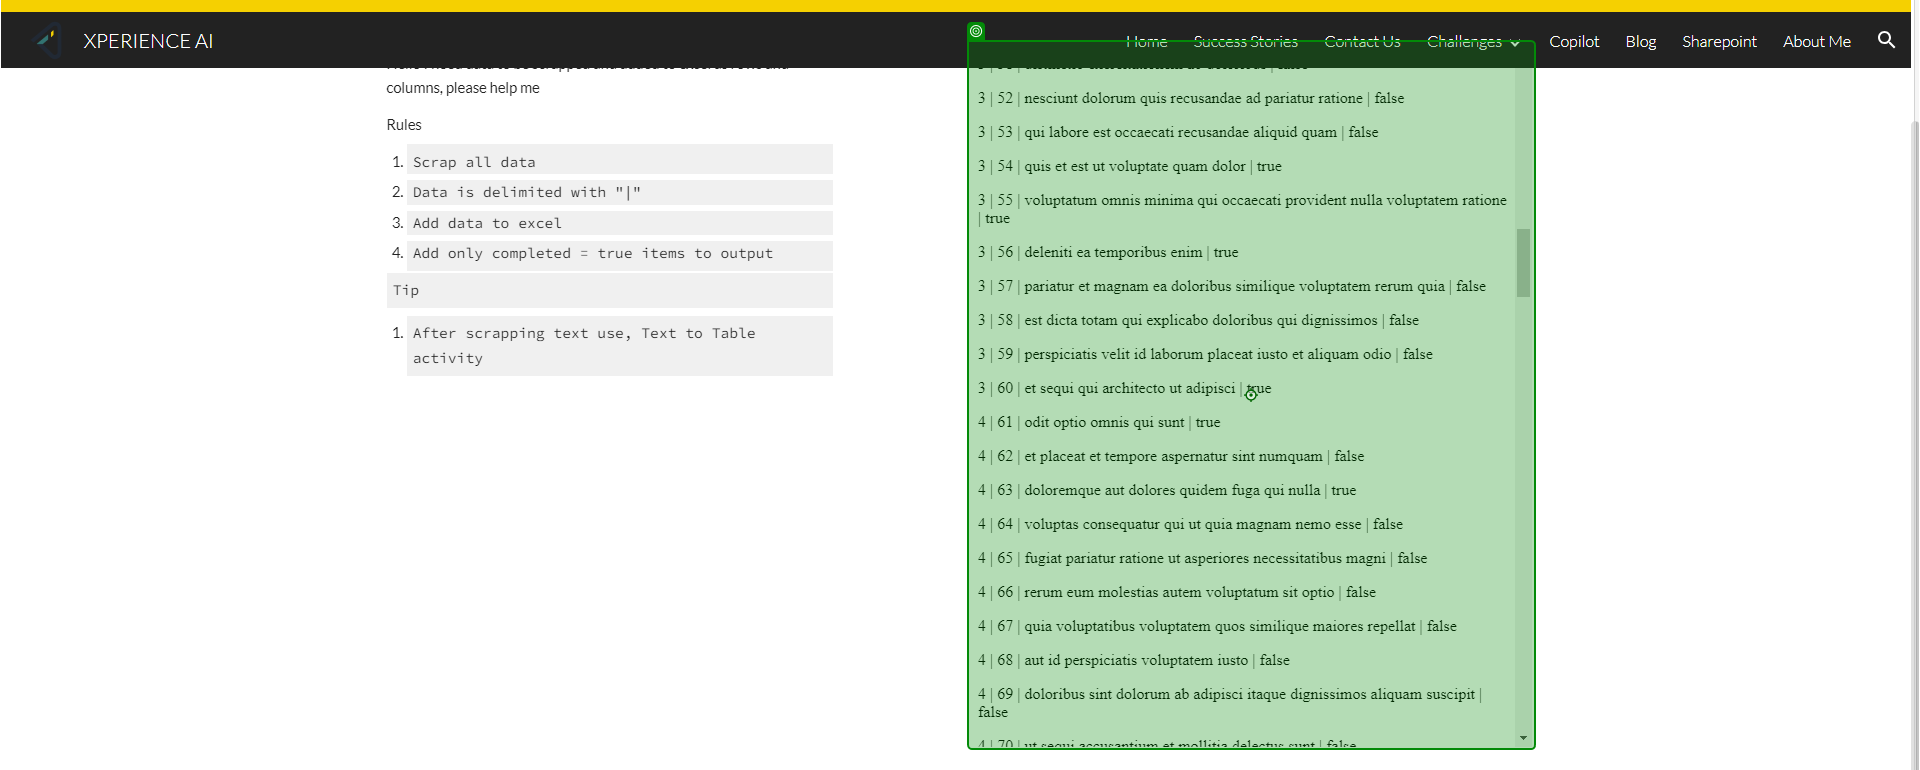 XPERIENCE AI
Home Success Stories Contact Us Challenges Copilot Blog Sharepoint About Me
columns, please help me
Rules
1. Scrap all data
2. Data is delimited with "|"
3. Add data to excel
4. Add only completed = true items to output
Tip
1. After scrapping text use, Text to Table
activity
3 | 52 | nesciunt dolorum quis recusandae ad pariatur ratione | false
3 | 53 | qui labore est occaecati recusandae aliquid quam | false
3 | 54 | quis et est ut voluptate quam dolor | true
3 | 55 | voluptatum omnis minima qui occaecati provident nulla voluptatem ratione
| true
3 | 56 | deleniti ea temporibus enim | true
3 | 57 | pariatur et magnam ea doloribus similique voluptatem rerum quia | false
3 | 58 | est dicta totam qui explicabo doloribus qui dignissimos | false
3 | 59 | perspiciatis velit id laborum placeat iusto et aliquam odio | false
3 | 60 | et sequi qui architecto ut adipisci | true
4 | 61 | odit optio omnis qui sunt | true
4 | 62 | et placeat et tempore aspernatur sint numquam | false
4 | 63 | doloremque aut dolores quidem fuga qui nulla | true
4 | 64 | voluptas consequatur qui ut quia magnam nemo esse | false
4 | 65 | fugiat pariatur ratione ut asperiores necessitatibus magni | false
4 | 66 | rerum eum molestias autem voluptatum sit optio | false
4 | 67 | quia voluptatibus voluptatem quos similique maiores repellat | false
4 | 68 | aut id perspiciatis voluptatem iusto | false
4 | 69 | doloribus sint dolorum ab adipisci itaque dignissimos aliquam suscipit |
false
4 | 70 | ut sequi accusantium et mollitia delectus sunt | false